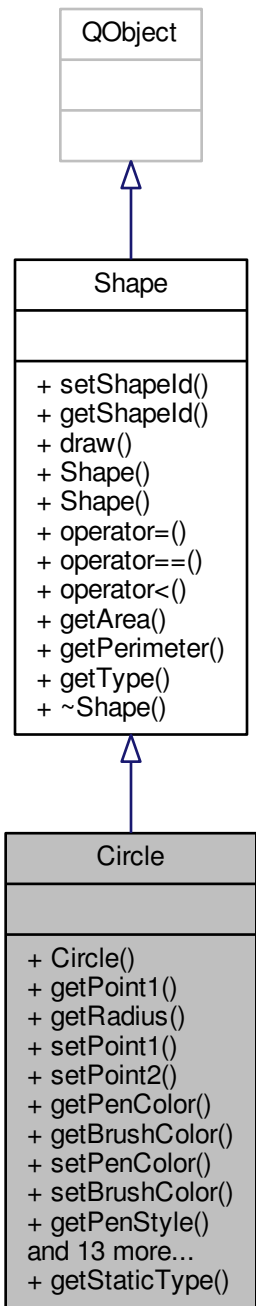 QObject
Shape
+ setShapeId()
+ getShapeId()
+ draw()
+ Shape()
+ Shape()
+ operator=()
+ operator==()
+ operator<()
+ getArea()
+ getPerimeter()
+ getType()
+ ~Shape()
Circle
+ Circle()
+ getPoint1()
+ getRadius()
+ setPoint1()
+ setPoint2()
+ getPenColor()
+ getBrushColor()
+ setPenColor()
+ setBrushColor()
+ getPenStyle()
and 13 more...
+ getStaticType()